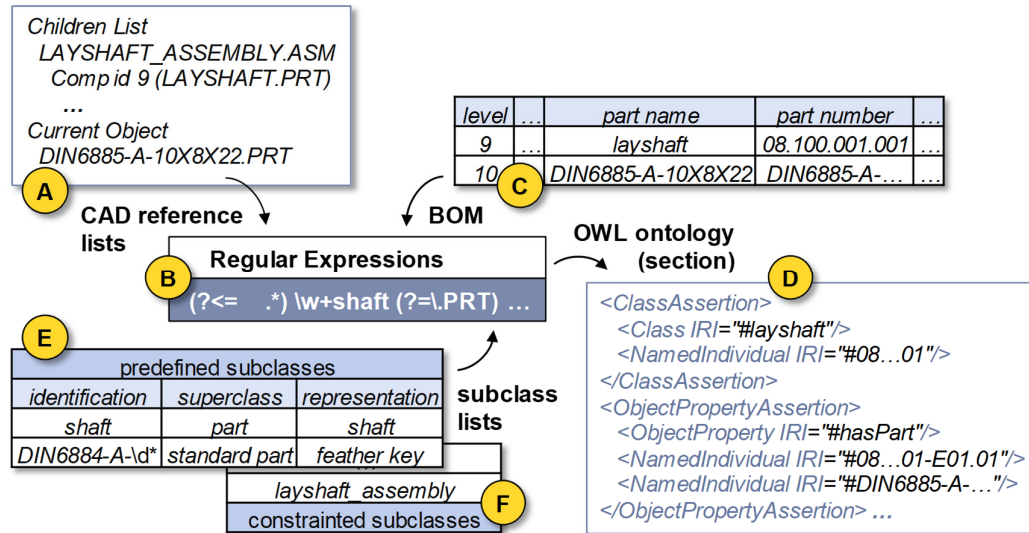 Children List
LAYSHAFT_ASSEMBLY.ASM
Comp id 9 (LAYSHAFT.PRT)
...
Current Object
DIN6885-A-10X8X22.PRT
A
CAD reference
lists
level ... part name part number ...
9 ... layshaft 08.100.001.001 ...
10 DIN6885-A-10X8X22 DIN6885-A-... ...
C
BOM
Regular Expressions
B
(?<= .*) \w+shaft (?=\.PRT) ...
OWL ontology
(section)
D
<ClassAssertion>
<Class IRI="#layshaft"/>
<NamedIndividual IRI="#08...01"/>
</ClassAssertion>
<ObjectPropertyAssertion>
<ObjectProperty IRI="#hasPart"/>
<NamedIndividual IRI="#08...01-E01.01"/>
<NamedIndividual IRI="#DIN6885-A-..."/>
</ObjectPropertyAssertion> ...
E
predefined subclasses
identification superclass representation
shaft part shaft
DIN6884-A-\d* standard part feather key
subclass
lists
...
layshaft_assembly
F
constrainted subclasses